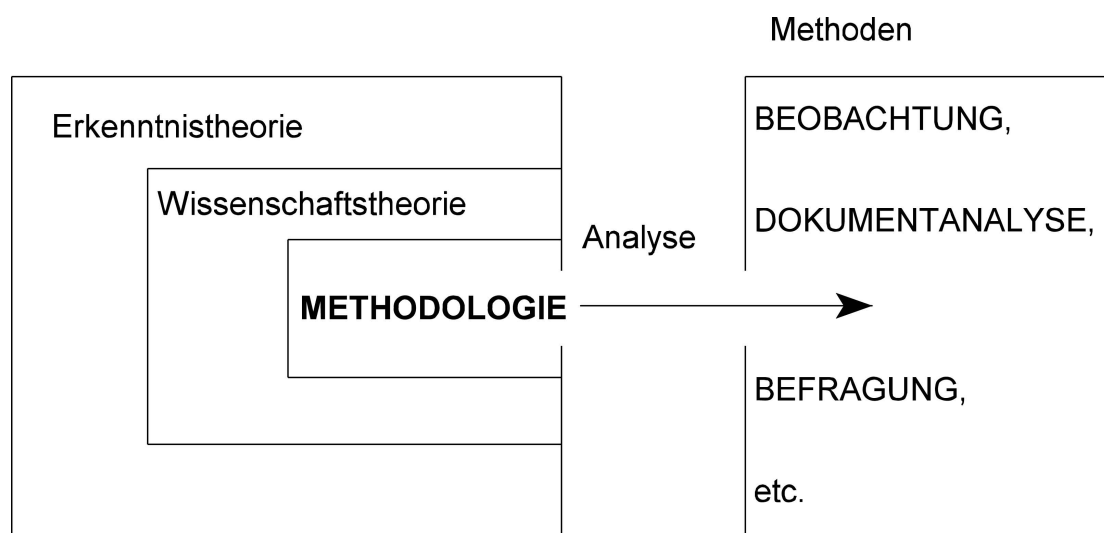 Methoden
Erkenntnistheorie
Wissenschaftstheorie
METHODOLOGIE
Analyse
BEOBACHTUNG,
DOKUMENTANALYSE,
BEFRAGUNG,
etc.